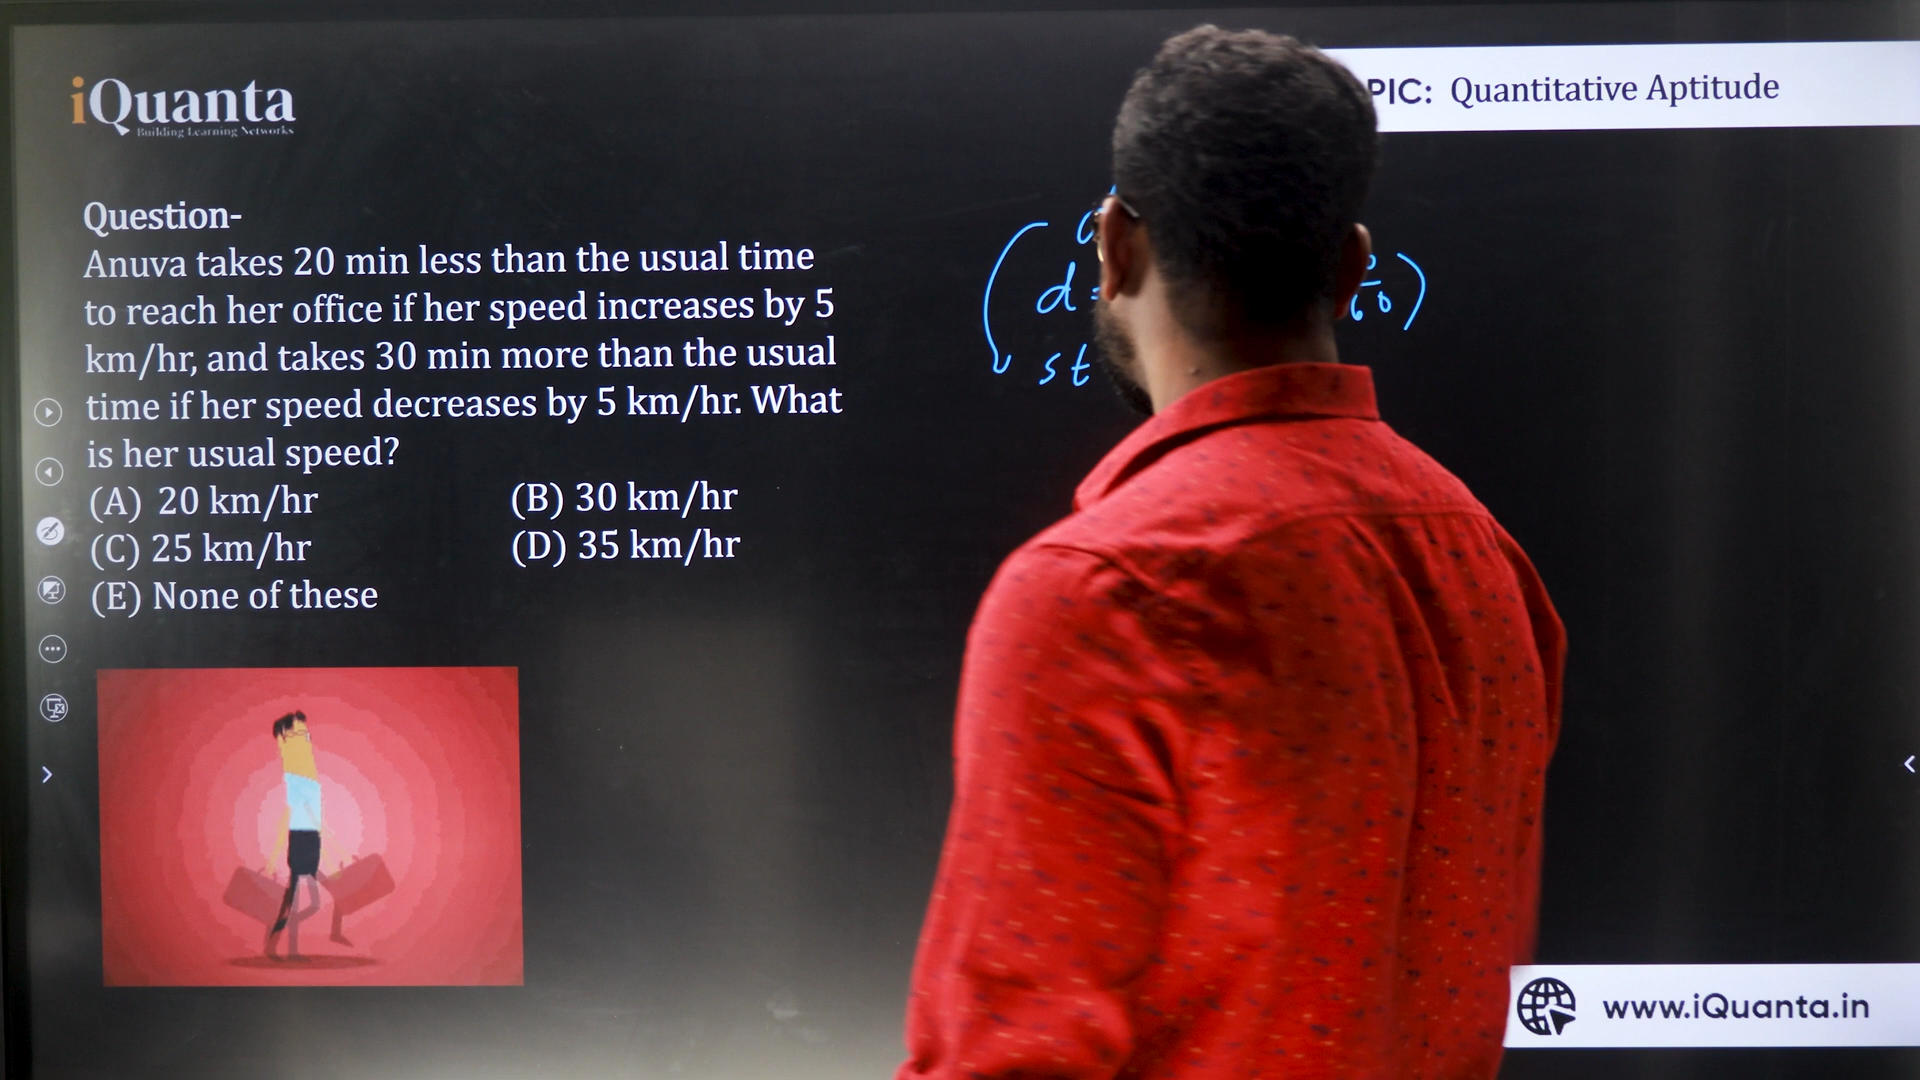 iQuanta
Building Learning Networks
PIC: Quantitative Aptitude
Question-
Anuva takes 20 min less than the usual time
to reach her office if her speed increases by 5
km/hr, and takes 30 min more than the usual
time if her speed decreases by 5 km/hr. What
is her usual speed?
(A) 20 km/hr (B) 30 km/hr
(C) 25 km/hr (D) 35 km/hr
(E) None of these
d =
60
st
www.iQuanta.in